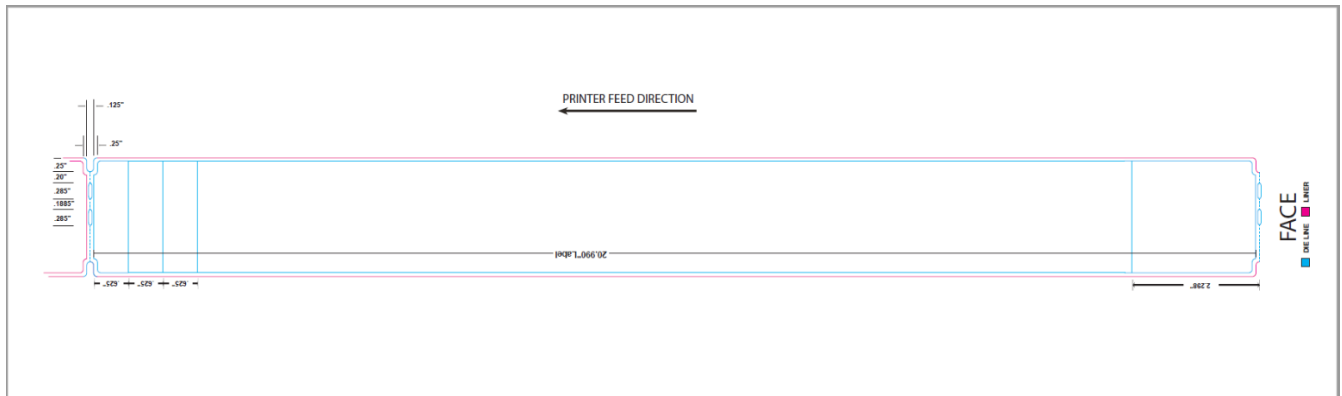 PRINTER FEED DIRECTION
.125"
.25"
.25"
.20"
.285"
.1885"
.285"
20.990"Label
.625"
.625"
.625"
2.298"
FACE
DIE LINE
LINER